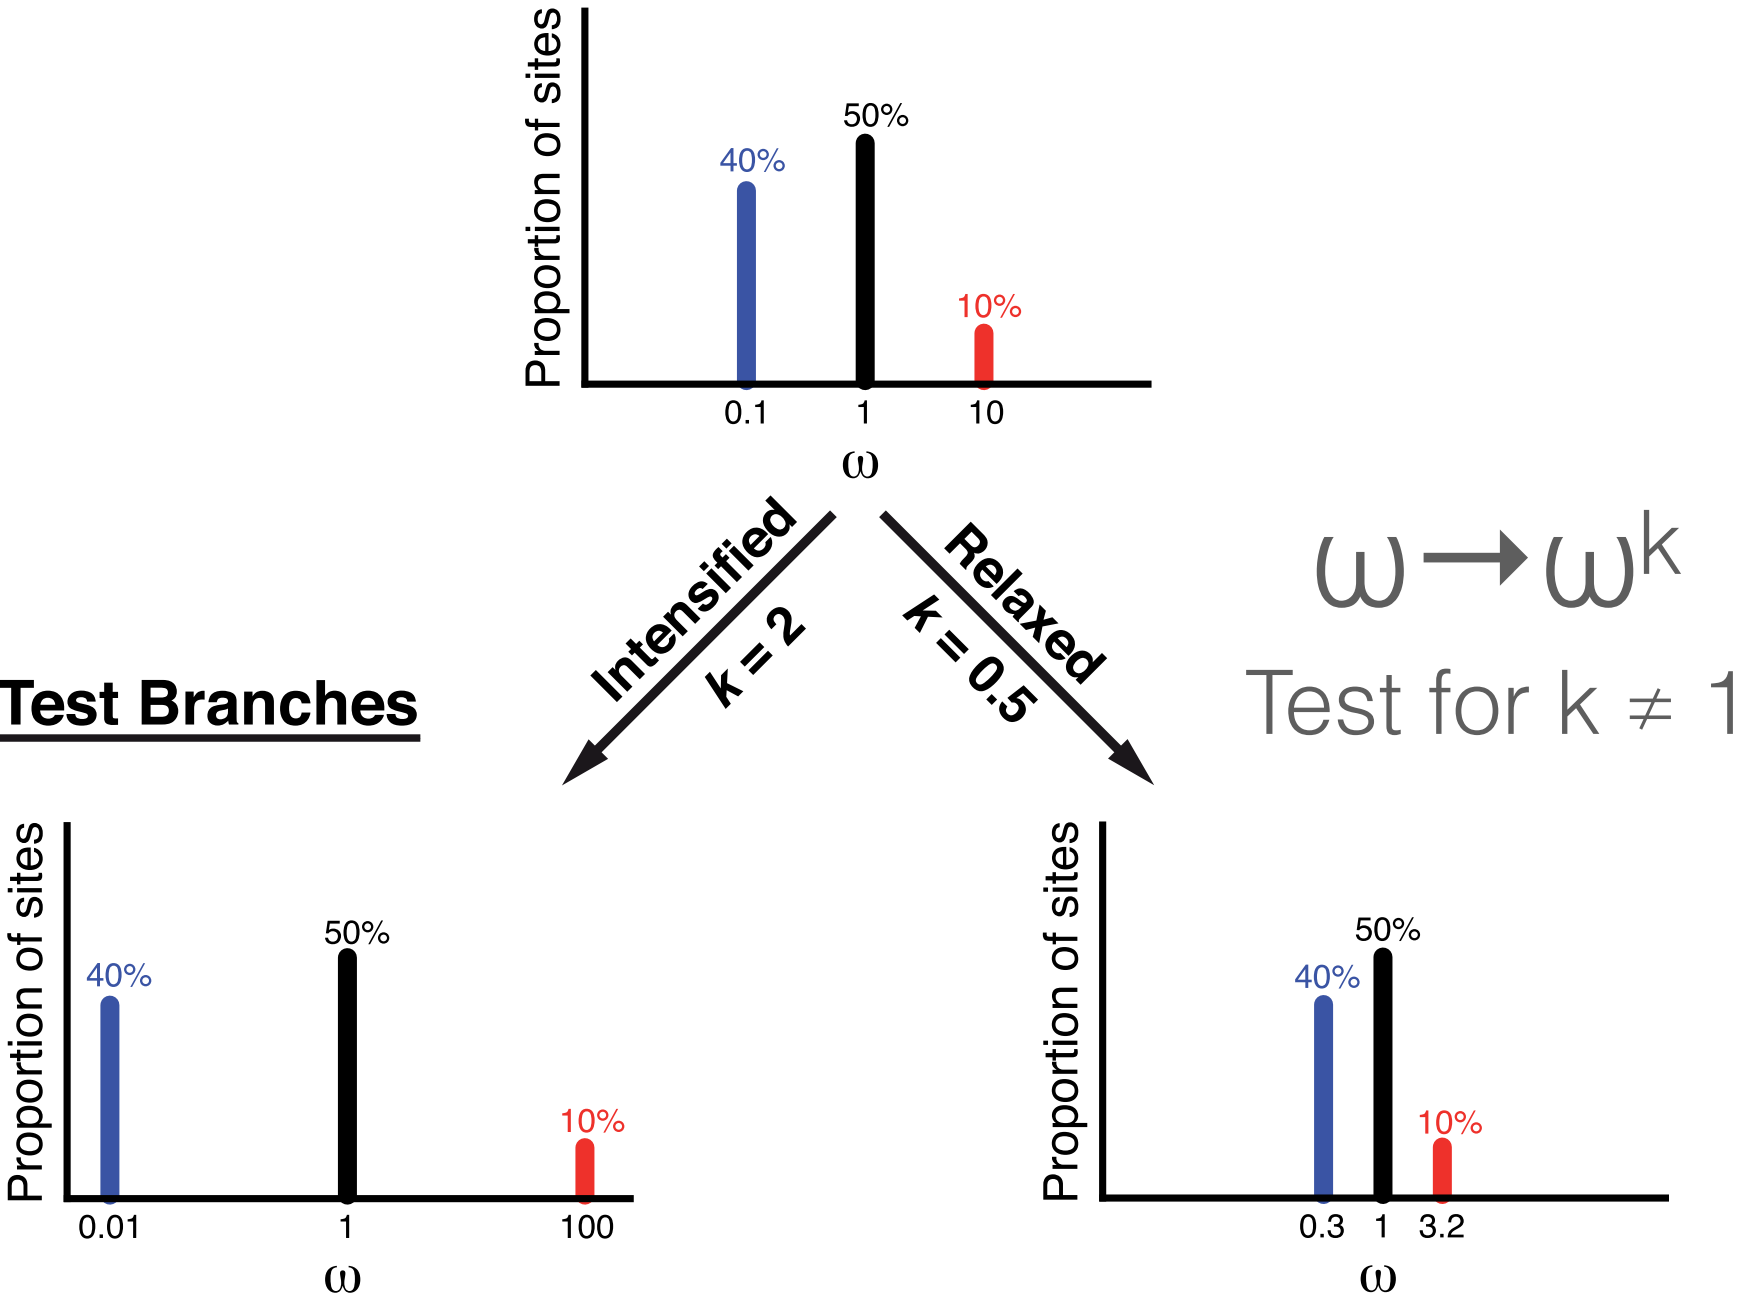 Proportion of sites
50%
40%
10%
0.1 1 10
ω
Intensified
k = 2
Relaxed
k = 0.5
ω → ωᵏ
Test for k ≠ 1
Test Branches
Proportion of sites
50%
40%
10%
0.01 1 100
ω
Proportion of sites
50%
40%
10%
0.3 1 3.2
ω